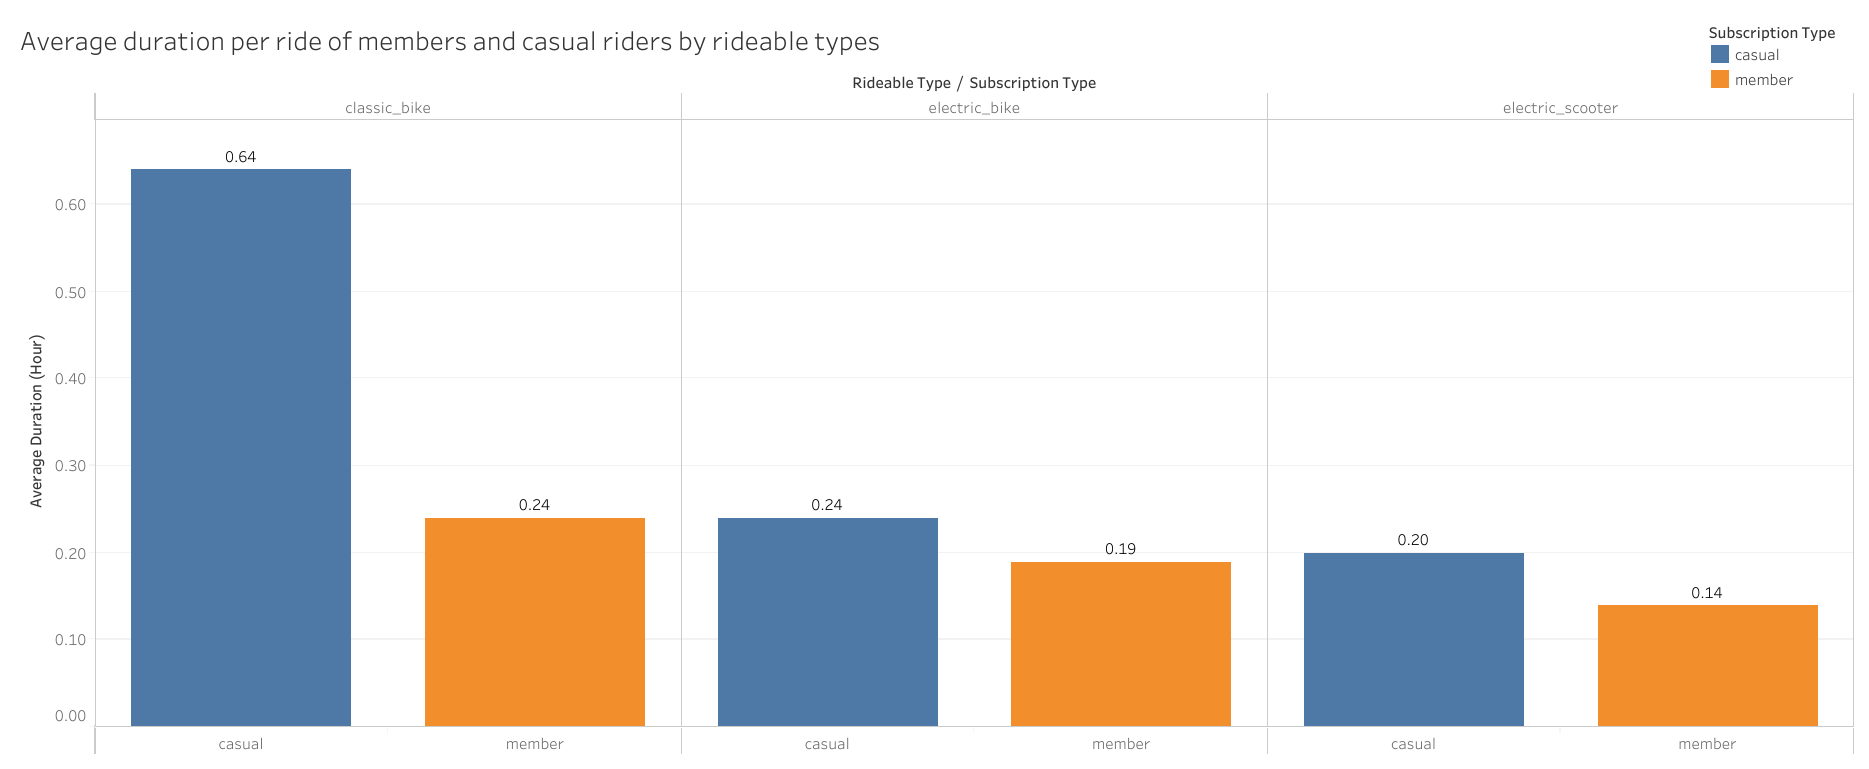 Average duration per ride of members and casual riders by rideable types
Subscription Type
casual
member
Rideable Type / Subscription Type
classic_bike electric_bike electric_scooter
Average Duration (Hour)
0.60
0.50
0.40
0.30
0.20
0.10
0.00
0.64
0.24
0.24
0.19
0.20
0.14
casual member casual member casual member